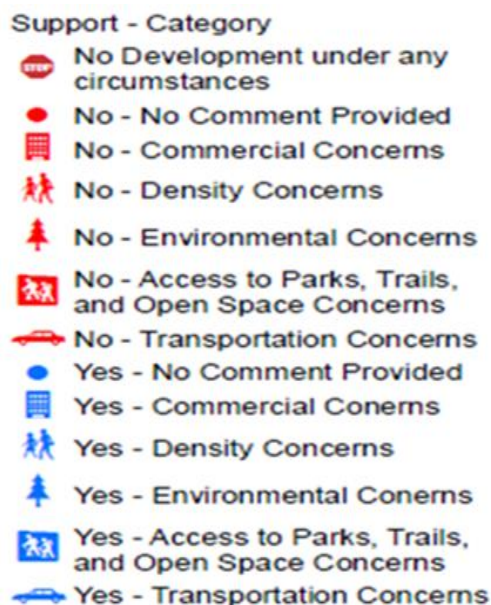 Support - Category
STOP
No Development under any
circumstances
No - No Comment Provided
No - Commercial Concerns
No - Density Concerns
No - Environmental Concerns
No - Access to Parks, Trails,
and Open Space Concerns
No - Transportation Concerns
Yes - No Comment Provided
Yes - Commercial Conerns
Yes - Density Concerns
Yes - Environmental Conerns
Yes - Access to Parks, Trails,
and Open Space Concerns
Yes - Transportation Concerns